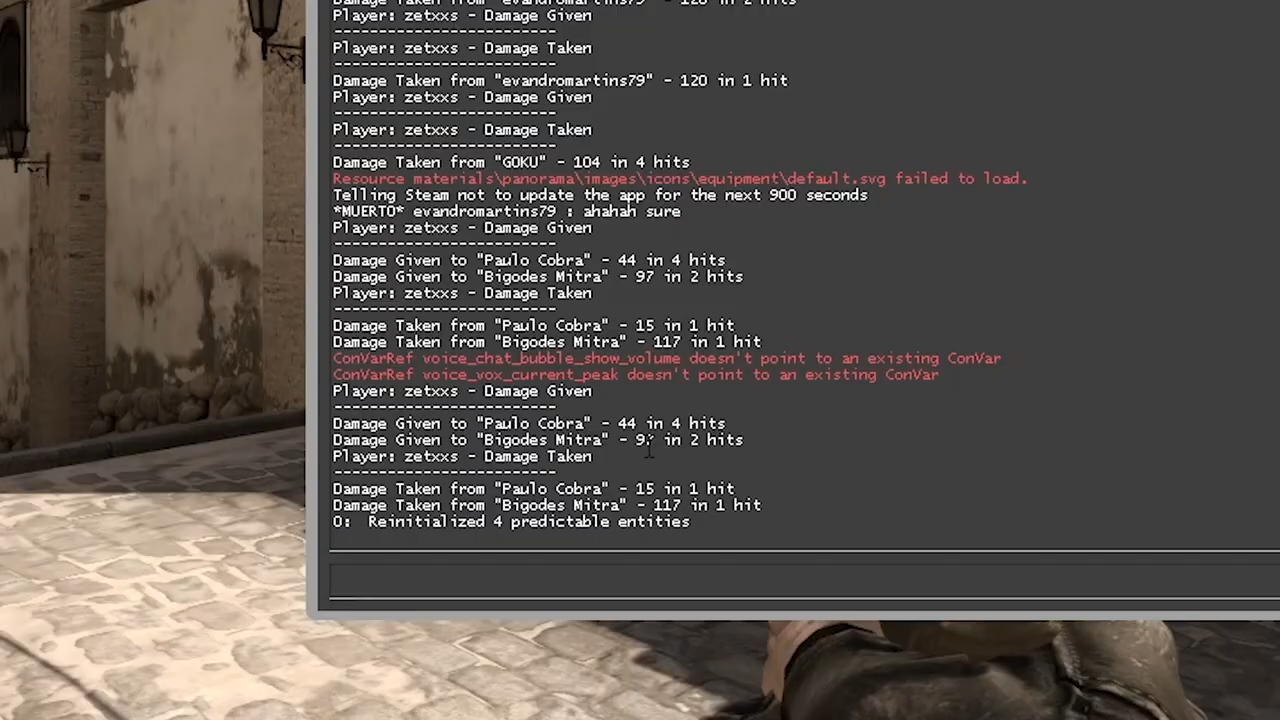 Player: zetxxs - Damage Given
-------------------------
Player: zetxxs - Damage Taken
-------------------------
Damage Taken from "evandromartins79" - 120 in 1 hit
Player: zetxxs - Damage Given
-------------------------
Player: zetxxs - Damage Taken
-------------------------
Damage Taken from "GOKU" - 104 in 4 hits
Resource materials\panorama\images\icons\equipment\default.svg failed to load.
Telling Steam not to update the app for the next 900 seconds
*MUERTO* evandromartins79 : ahahah sure
Player: zetxxs - Damage Given
-------------------------
Damage Given to "Paulo Cobra" - 44 in 4 hits
Damage Given to "Bigodes Mitra" - 97 in 2 hits
Player: zetxxs - Damage Taken
-------------------------
Damage Taken from "Paulo Cobra" - 15 in 1 hit
Damage Taken from "Bigodes Mitra" - 117 in 1 hit
ConVarRef voice_chat_bubble_show_volume doesn't point to an existing ConVar
ConVarRef voice_vox_current_peak doesn't point to an existing ConVar
Player: zetxxs - Damage Given
-------------------------
Damage Given to "Paulo Cobra" - 44 in 4 hits
Damage Given to "Bigodes Mitra" - 97 in 2 hits
Player: zetxxs - Damage Taken
-------------------------
Damage Taken from "Paulo Cobra" - 15 in 1 hit
Damage Taken from "Bigodes Mitra" - 117 in 1 hit
0:  Reinitialized 4 predictable entities